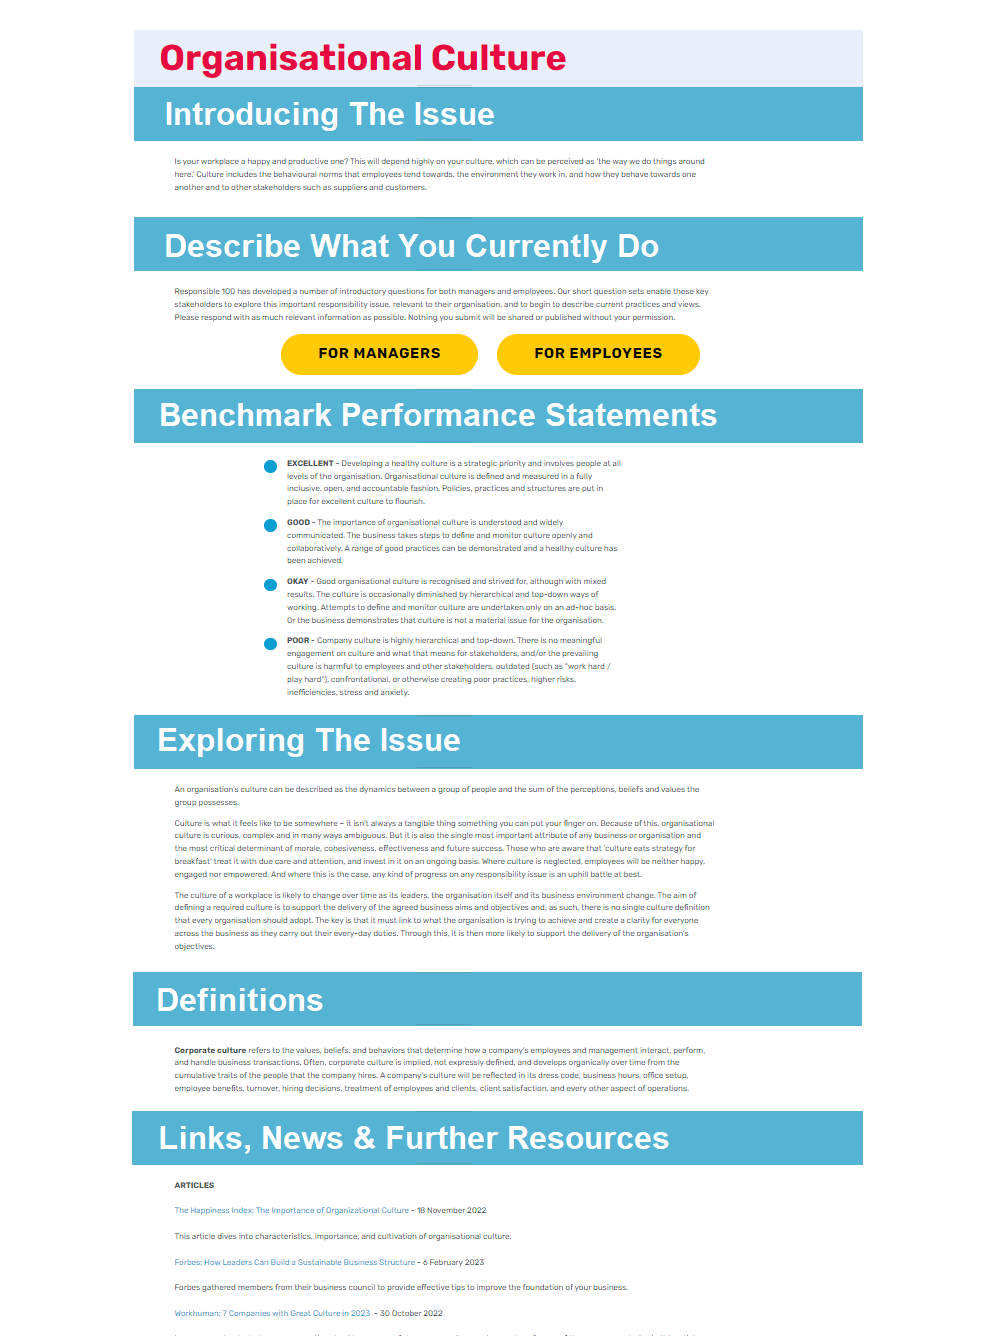 Organisational Culture
Introducing The Issue
Is your workplace a happy and productive one? This will depend highly on your culture, which can be perceived as 'the way we do things around
here.' Culture includes the behavioural norms that employees tend towards, the environment they work in, and how they behave towards one
another and to other stakeholders such as suppliers and customers.
Describe What You Currently Do
Responsible 100 has developed a number of introductory questions for both managers and employees. Our short question sets enable these key
stakeholders to explore this important responsibility issue, relevant to their organisation, and to begin to describe current practices and views.
Please respond with as much relevant information as possible. Nothing you submit will be shared or published without your permission.
FOR MANAGERS
FOR EMPLOYEES
Benchmark Performance Statements
EXCELLENT - Developing a healthy culture is a strategic priority and involves people at all
levels of the organisation. Organisational culture is defined and measured in a fully
inclusive, open, and accountable fashion. Policies, practices and structures are put in
place for excellent culture to flourish.
GOOD - The importance of organisational culture is understood and widely
communicated. The business takes steps to define and monitor culture openly and
collaboratively. A range of good practices can be demonstrated and a healthy culture has
been achieved.
OKAY - Good organisational culture is recognised and strived for, although with mixed
results. The culture is occasionally diminished by hierarchical and top-down ways of
working. Attempts to define and monitor culture are undertaken only on an ad-hoc basis.
Or the business demonstrates that culture is not a material issue for the organisation.
POOR - Company culture is highly hierarchical and top-down. There is no meaningful
engagement on culture and what that means for stakeholders, and/or the prevailing
culture is harmful to employees and other stakeholders, outdated (such as "work hard /
play hard"), confrontational, or otherwise creating poor practices, higher risks,
inefficiencies, stress and anxiety.
Exploring The Issue
An organisation's culture can be described as the dynamics between a group of people and the sum of the perceptions, beliefs and values the
group possesses.
Culture is what it feels like to be somewhere – it isn't always a tangible thing something you can put your finger on. Because of this, organisational
culture is curious, complex and in many ways ambiguous. But it is also the single most important attribute of any business or organisation and
the most critical determinant of morale, cohesiveness, effectiveness and future success. Those who are aware that 'culture eats strategy for
breakfast' treat it with due care and attention, and invest in it on an ongoing basis. Where culture is neglected, employees will be neither happy,
engaged nor empowered. And where this is the case, any kind of progress on any responsibility issue is an uphill battle at best.
The culture of a workplace is likely to change over time as its leaders, the organisation itself and its business environment change. The aim of
defining a required culture is to support the delivery of the agreed business aims and objectives and, as such, there is no single culture definition
that every organisation should adopt. The key is that it must link to what the organisation is trying to achieve and create a clarity for everyone
across the business as they carry out their every-day duties. Through this, it is then more likely to support the delivery of the organisation's
objectives.
Definitions
Corporate culture refers to the values, beliefs, and behaviors that determine how a company's employees and management interact, perform,
and handle business transactions. Often, corporate culture is implied, not expressly defined, and develops organically over time from the
cumulative traits of the people that the company hires. A company's culture will be reflected in its dress code, business hours, office setup,
employee benefits, turnover, hiring decisions, treatment of employees and clients, client satisfaction, and every other aspect of operations.
Links, News & Further Resources
ARTICLES
The Happiness Index: The Importance of Organizational Culture - 18 November 2022
This article dives into characteristics, importance, and cultivation of organisational culture.
Forbes: How Leaders Can Build a Sustainable Business Structure - 6 February 2023
Forbes gathered members from their business council to provide effective tips to improve the foundation of your business.
Workhuman: 7 Companies with Great Culture in 2023 - 30 October 2022